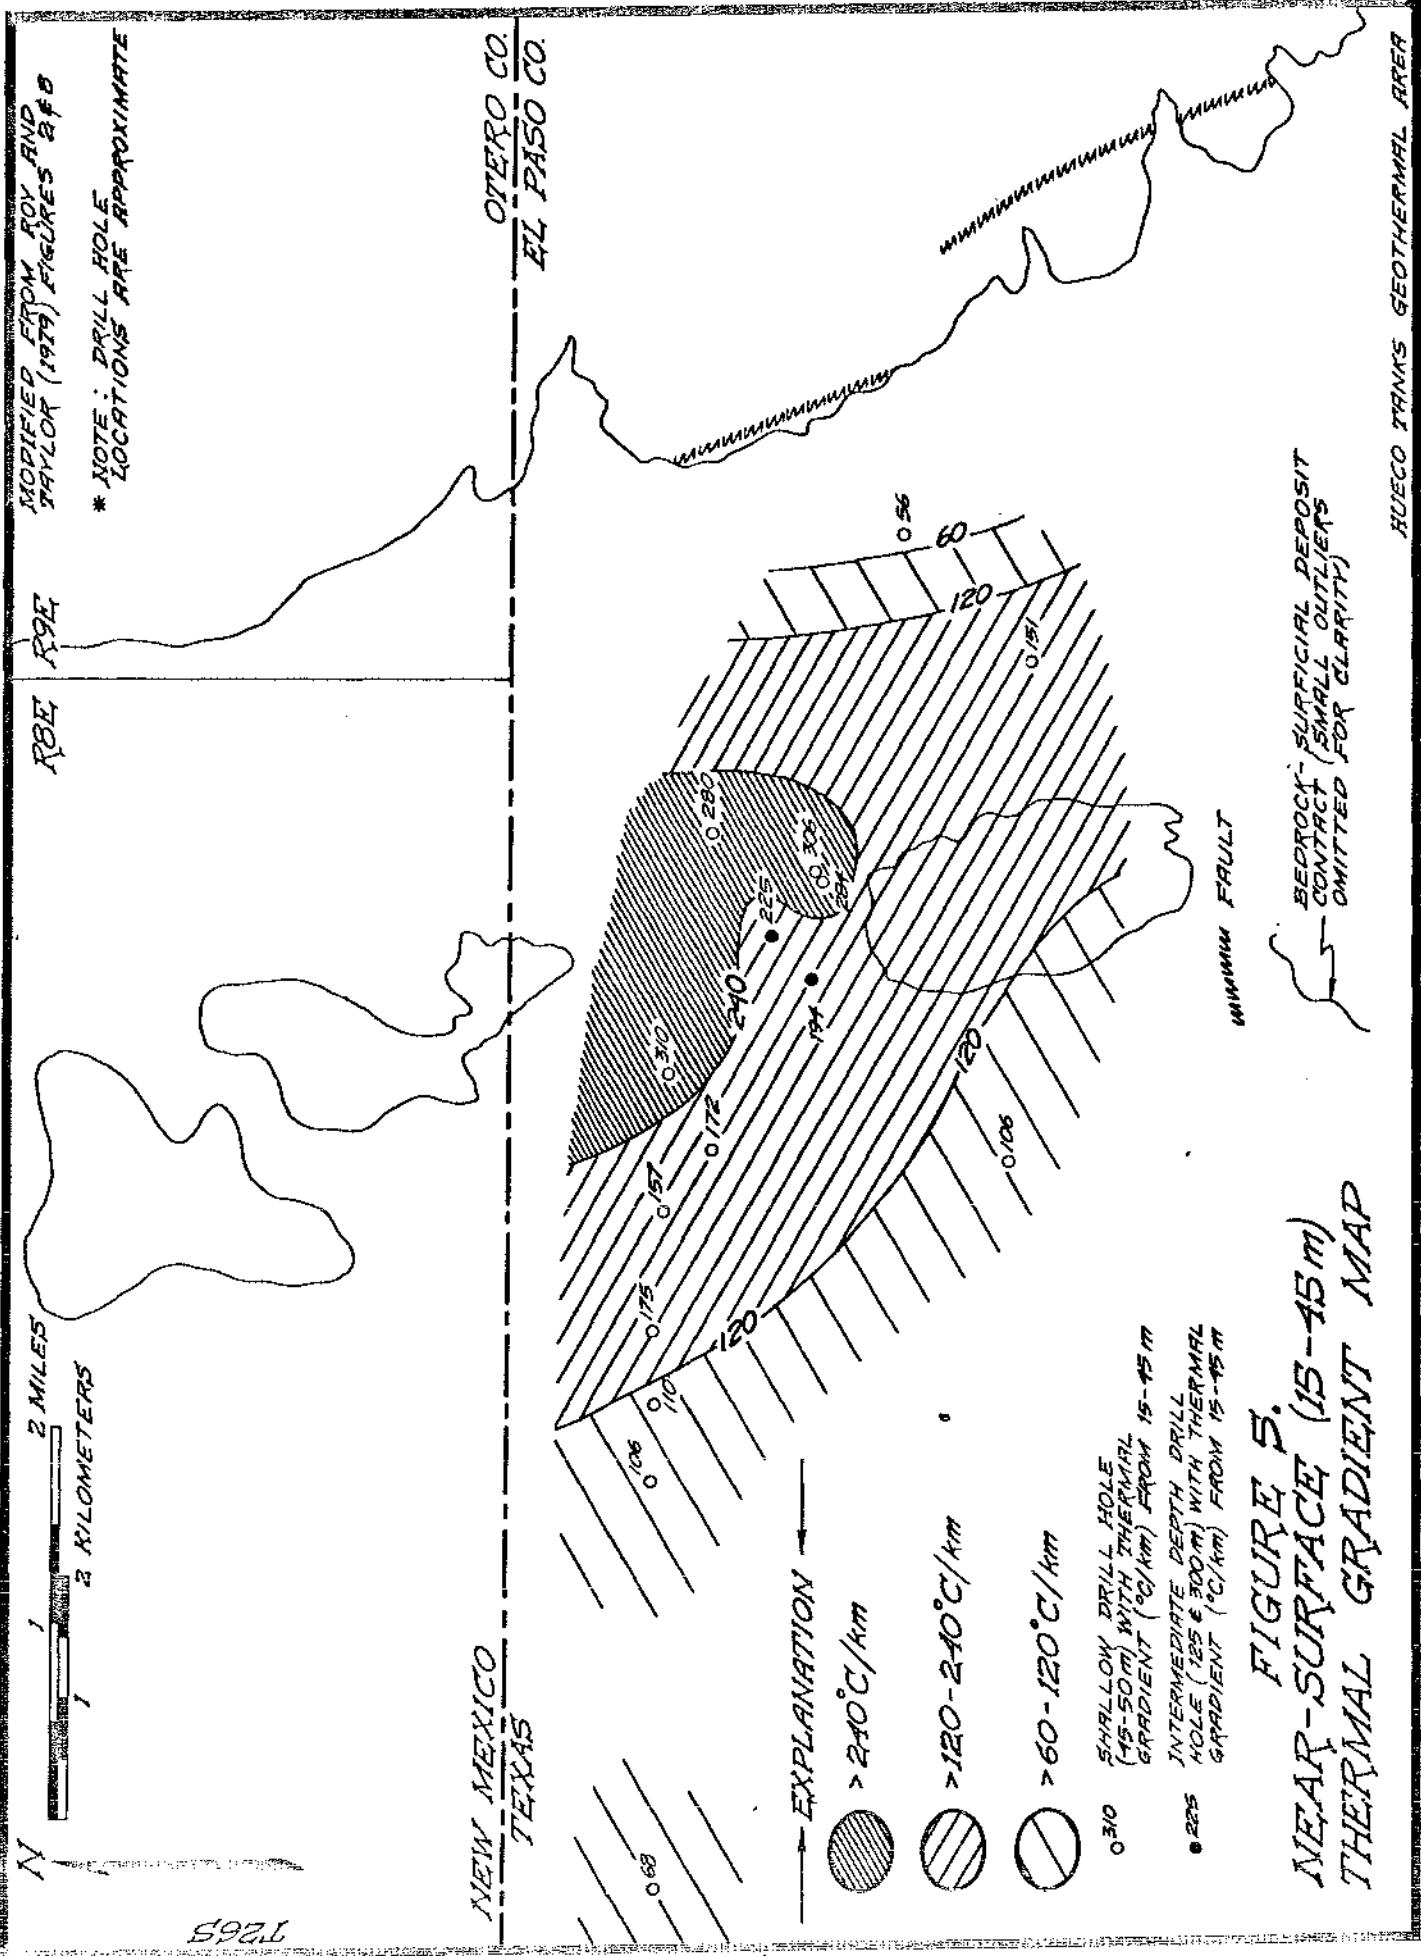 N
T26S
2 MILES
1
2 KILOMETERS
1
R8E
R9E
MODIFIED FROM ROY AND
TAYLOR (1979) FIGURES 2 & 8
* NOTE: DRILL HOLE
LOCATIONS ARE APPROXIMATE
NEW MEXICO
TEXAS
OTERO CO.
EL PASO CO.
68
106
110
175
157
172
310
280
240
225
194
306
284
120
120
106
120
60
56
151
EXPLANATION
>240°C/km
>120-240°C/km
>60-120°C/km
310
SHALLOW DRILL HOLE
(45-50m) WITH THERMAL
GRADIENT (°C/km) FROM 15-45m
225
INTERMEDIATE DEPTH DRILL
HOLE (125 & 300m) WITH THERMAL
GRADIENT (°C/km) FROM 15-45m
FAULT
BEDROCK-SURFICIAL DEPOSIT
CONTACT (SMALL OUTLIERS
OMITTED FOR CLARITY)
FIGURE 5.
NEAR-SURFACE (15-45m)
THERMAL GRADIENT MAP
HUECO TANKS GEOTHERMAL AREA